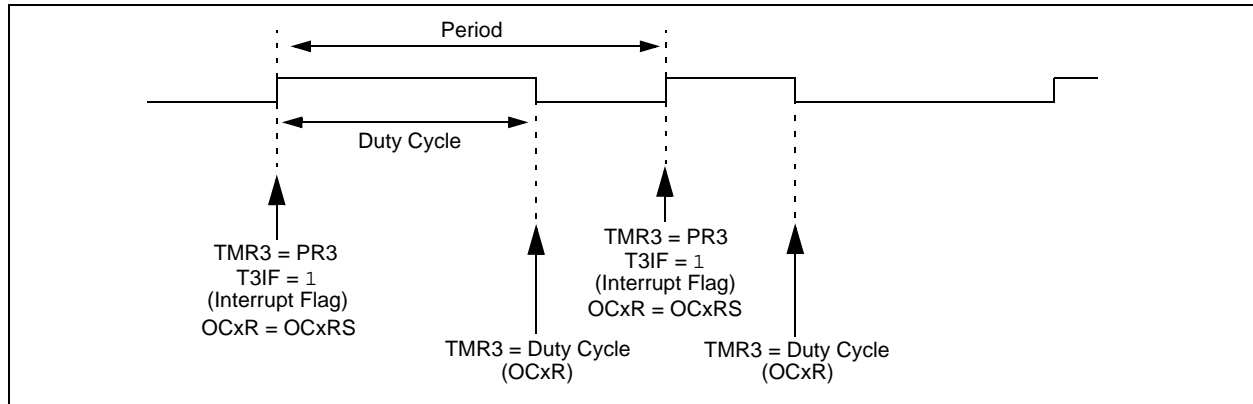 Period
Duty Cycle
TMR3 = PR3
T3IF = 1
(Interrupt Flag)
OCxR = OCxRS
TMR3 = Duty Cycle
(OCxR)
TMR3 = PR3
T3IF = 1
(Interrupt Flag)
OCxR = OCxRS
TMR3 = Duty Cycle
(OCxR)